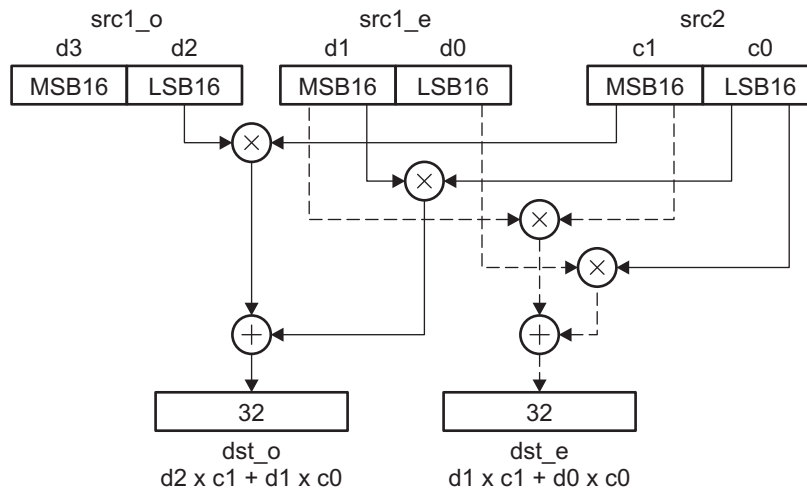 src1_o src1_e src2
d3 d2 d1 d0 c1 c0
MSB16 LSB16 MSB16 LSB16 MSB16 LSB16
×
×
×
×
+ +
32 32
dst_o dst_e
d2 x c1 + d1 x c0 d1 x c1 + d0 x c0